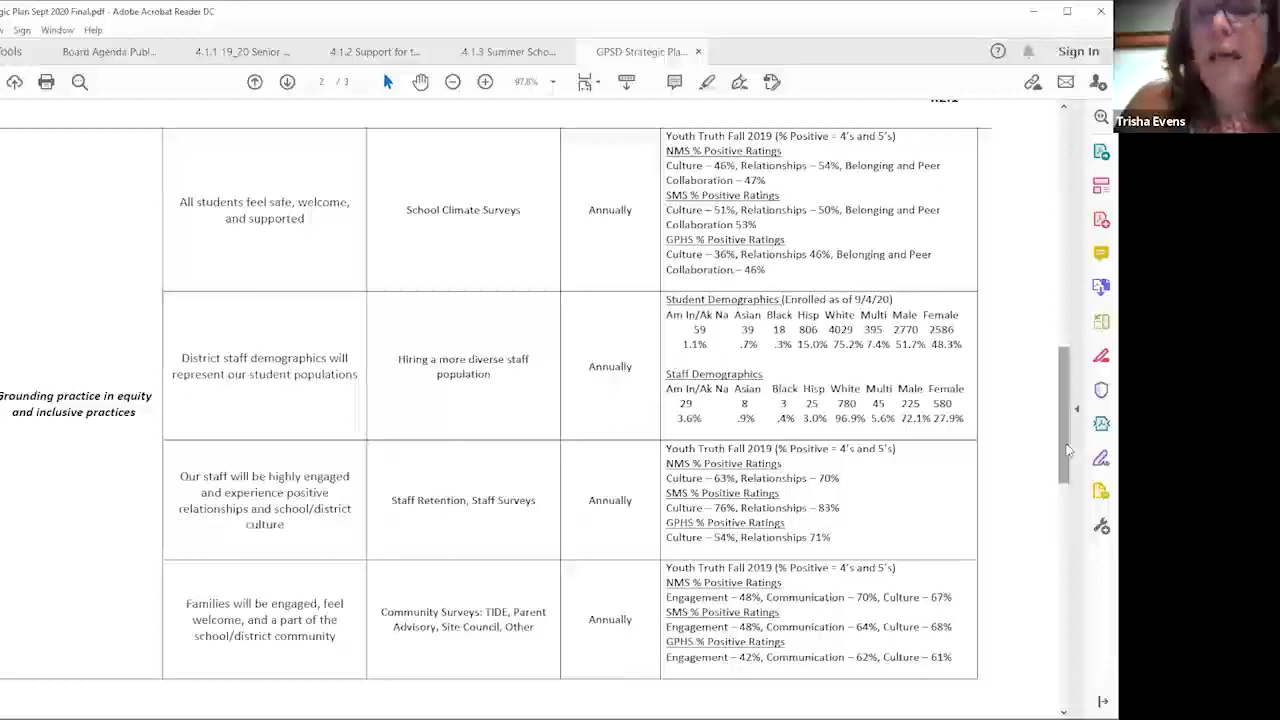 gic Plan Sept 2020 Final.pdf - Adobe Acrobat Reader DC
Sign Window Help
Tools
Board Agenda Publ...
4.1.1 19_20 Senior ...
4.1.2 Support for t...
4.1.3 Summer Scho...
GPSD Strategic Pla...
Sign In
2 / 3
97.8%
Trisha Evens
Grounding practice in equity
and inclusive practices
All students feel safe, welcome,
and supported
School Climate Surveys
Annually
Youth Truth Fall 2019 (% Positive = 4's and 5's)
NMS % Positive Ratings
Culture – 46%, Relationships – 54%, Belonging and Peer
Collaboration – 47%
SMS % Positive Ratings
Culture – 51%, Relationships – 50%, Belonging and Peer
Collaboration 53%
GPHS % Positive Ratings
Culture – 36%, Relationships 46%, Belonging and Peer
Collaboration – 46%
District staff demographics will
represent our student populations
Hiring a more diverse staff
population
Annually
Student Demographics (Enrolled as of 9/4/20)
Am In/Ak Na Asian Black Hisp White Multi Male Female
59 39 18 806 4029 395 2770 2586
1.1% .7% .3% 15.0% 75.2% 7.4% 51.7% 48.3%
Staff Demographics
Am In/Ak Na Asian Black Hisp White Multi Male Female
29 8 3 25 780 45 225 580
3.6% .9% .4% 3.0% 96.9% 5.6% 72.1% 27.9%
Our staff will be highly engaged
and experience positive
relationships and school/district
culture
Staff Retention, Staff Surveys
Annually
Youth Truth Fall 2019 (% Positive = 4's and 5's)
NMS % Positive Ratings
Culture – 63%, Relationships – 70%
SMS % Positive Ratings
Culture – 76%, Relationships – 83%
GPHS % Positive Ratings
Culture – 54%, Relationships 71%
Families will be engaged, feel
welcome, and a part of the
school/district community
Community Surveys: TIDE, Parent
Advisory, Site Council, Other
Annually
Youth Truth Fall 2019 (% Positive = 4's and 5's)
NMS % Positive Ratings
Engagement – 48%, Communication – 70%, Culture – 67%
SMS % Positive Ratings
Engagement – 48%, Communication – 64%, Culture – 68%
GPHS % Positive Ratings
Engagement – 42%, Communication – 62%, Culture – 61%